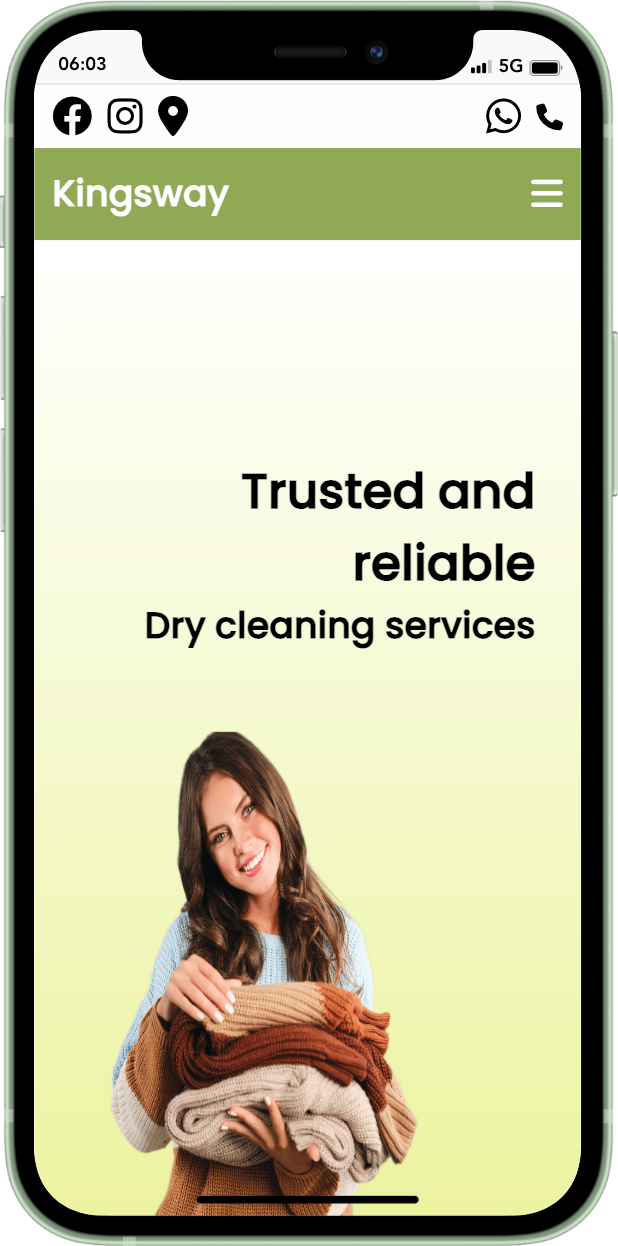 06:03
5G
Kingsway
Trusted and
reliable
Dry cleaning services